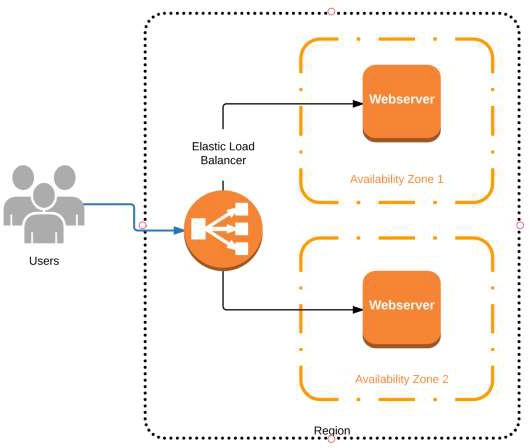 Webserver
Elastic Load
Balancer
Availability Zone 1
Users
Webserver
Availability Zone 2
Region